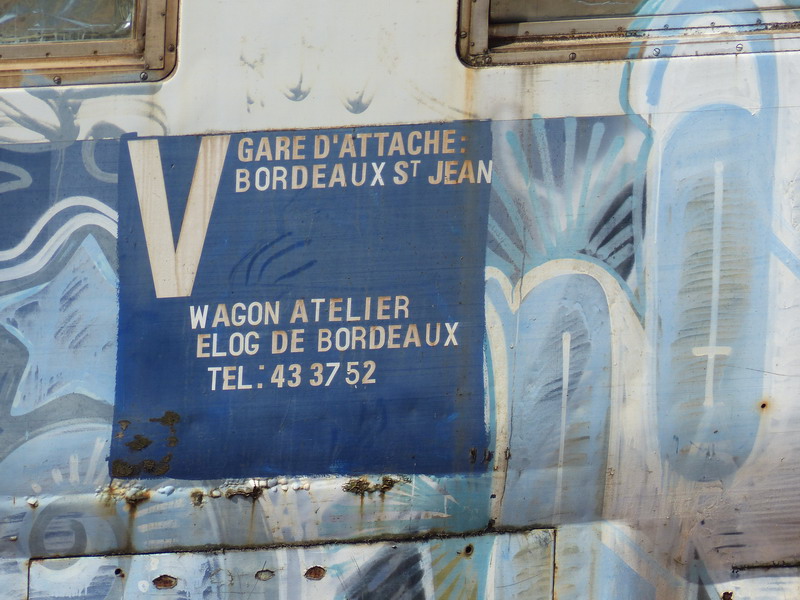 V
GARE D'ATTACHE:
BORDEAUX ST JEAN
WAGON ATELIER
ELOG DE BORDEAUX
TEL: 43 37 52